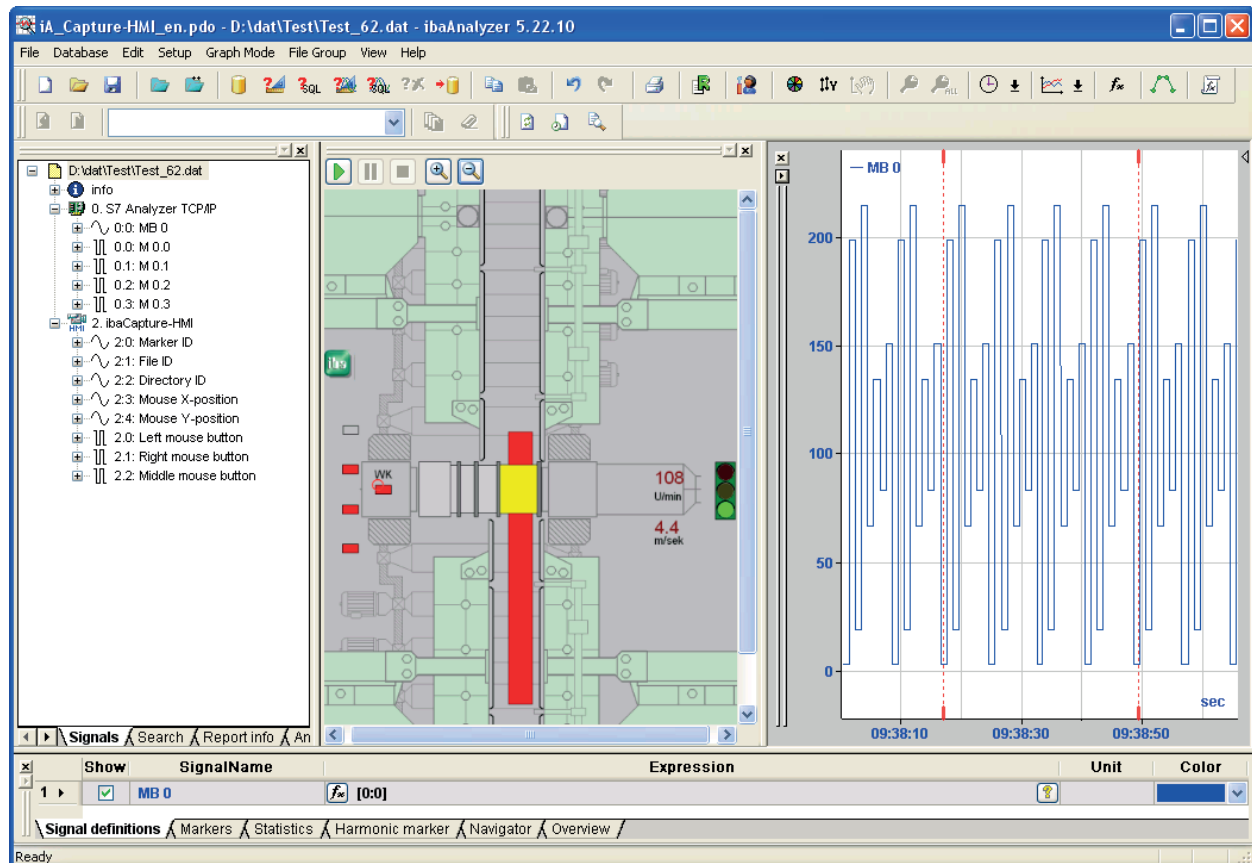 iA_Capture-HMI_en.pdo - D:\dat\Test\Test_62.dat - ibaAnalyzer 5.22.10
File Database Edit Setup Graph Mode File Group View Help
D:\dat\Test\Test_62.dat
info
0. S7 Analyzer TCP/IP
0:0: MB 0
0.0: M 0.0
0.1: M 0.1
0.2: M 0.2
0.3: M 0.3
2. ibaCapture-HMI
2:0: Marker ID
2:1: File ID
2:2: Directory ID
2:3: Mouse X-position
2:4: Mouse Y-position
2.0: Left mouse button
2.1: Right mouse button
2.2: Middle mouse button
Signals Search Report info An
iba
WK
108
U/min
4.4
m/sek
MB 0
200
150
100
50
0
sec
09:38:10 09:38:30 09:38:50
Show SignalName Expression Unit Color
1 MB 0 fx [0:0] ?
Signal definitions Markers Statistics Harmonic marker Navigator Overview
Ready